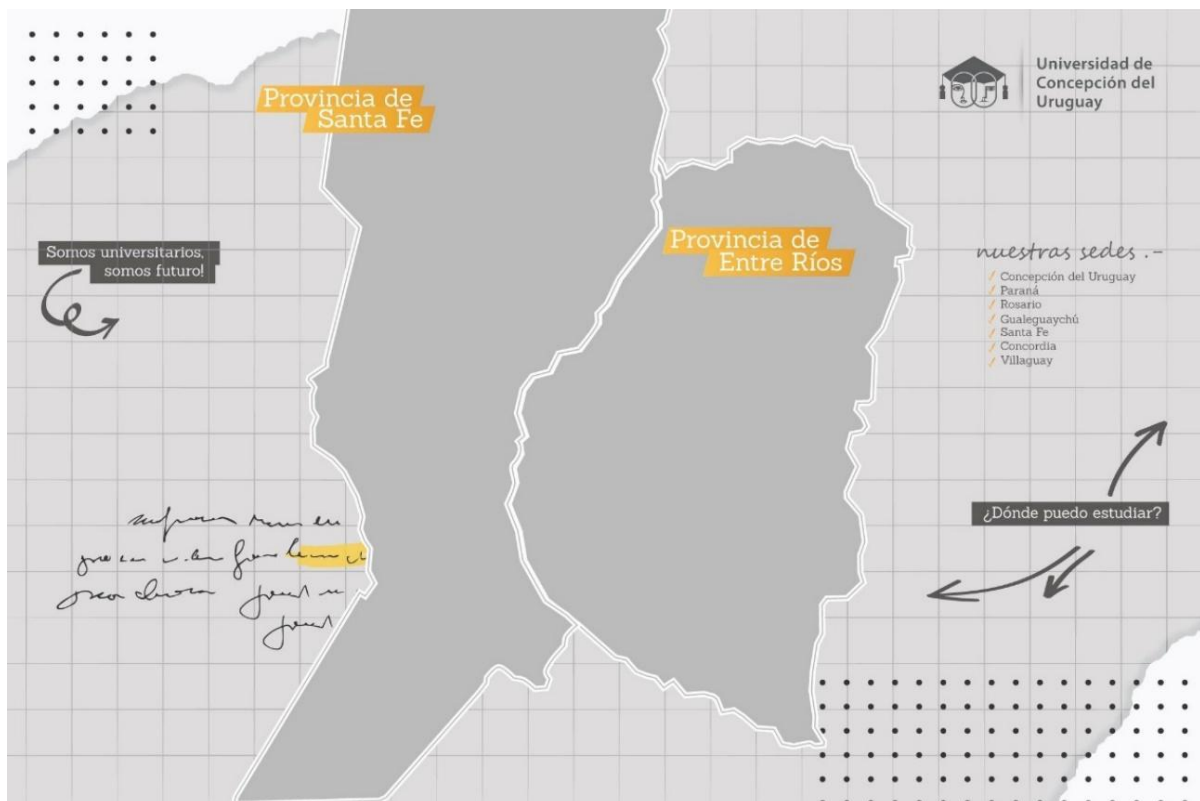 Provincia de
Santa Fe
Universidad de
Concepción del
Uruguay
Provincia de
Entre Ríos
Somos universitarios,
somos futuro!
nuestras sedes .-
Concepción del Uruguay
Paraná
Rosario
Gualeguaychú
Santa Fe
Concordia
Villaguay
¿Dónde puedo estudiar?